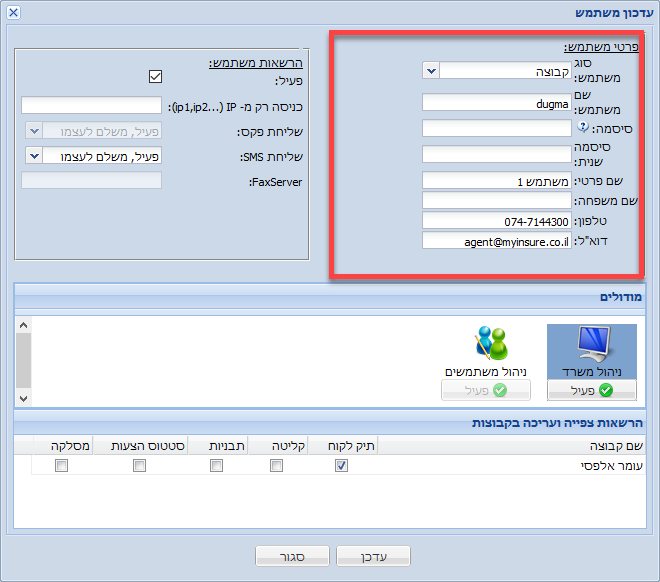 עדכון משתמש
פרטי משתמש:
סוג משתמש: קבוצה
שם משתמש: dugma
סיסמה:
סיסמה שנית:
שם פרטי: משתמש 1
שם משפחה:
טלפון: 074-7144300
דוא"ל: agent@myinsure.co.il
הרשאות משתמש:
פעיל:
כניסה רק מ- IP (ip1,ip2...):
שליחת פקס: פעיל, משלם לעצמו
שליחת SMS: פעיל, משלם לעצמו
FaxServer:
מודולים
ניהול משרד ניהול משתמשים
פעיל פעיל
הרשאות צפייה ועריכה בקבוצות
שם קבוצה תיק לקוח קליטה תבניות סטטוס הצעות מסלקה
עומר אלפסי
עדכן סגור